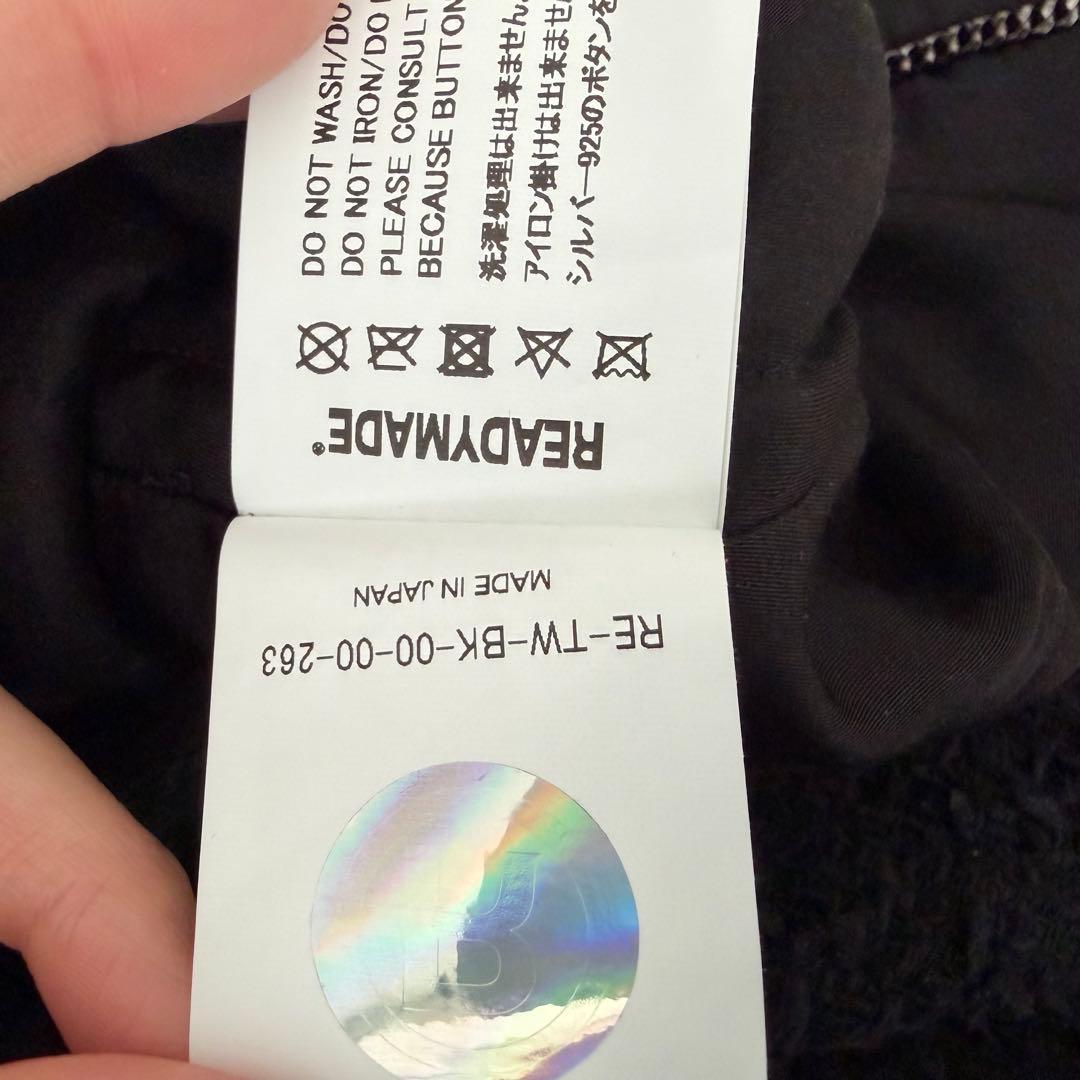 DO NOT WASH/DO
DO NOT IRON/DO
PLEASE CONSULT
BECAUSE BUTTON
洗濯処理は出来ません。
アイロン掛けは出来ませ
シルバー925のボタンを
READYMADE®
MADE IN JAPAN
RE-TW-BK-00-00-263